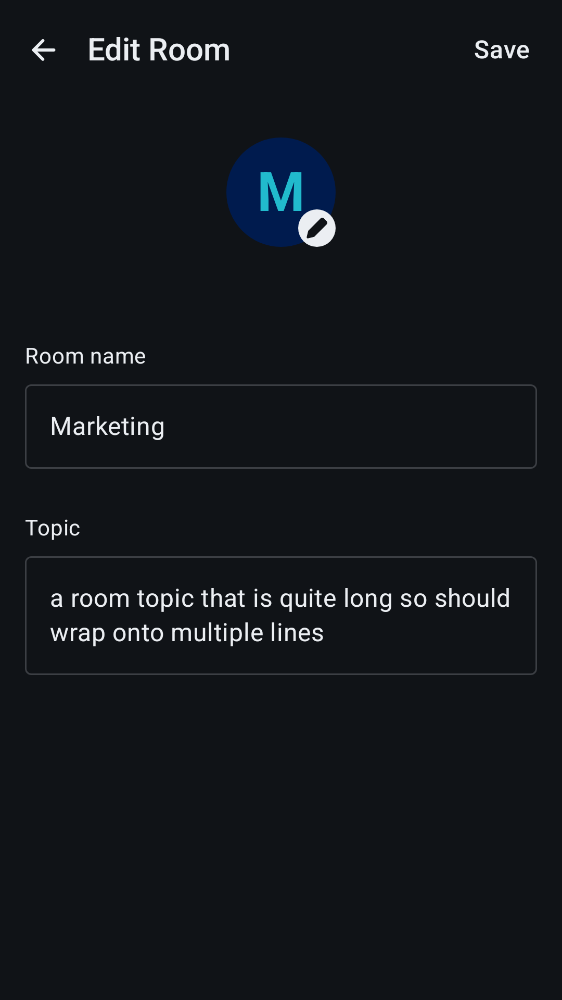 Edit Room
Save
M
Room name
Marketing
Topic
a room topic that is quite long so should
wrap onto multiple lines